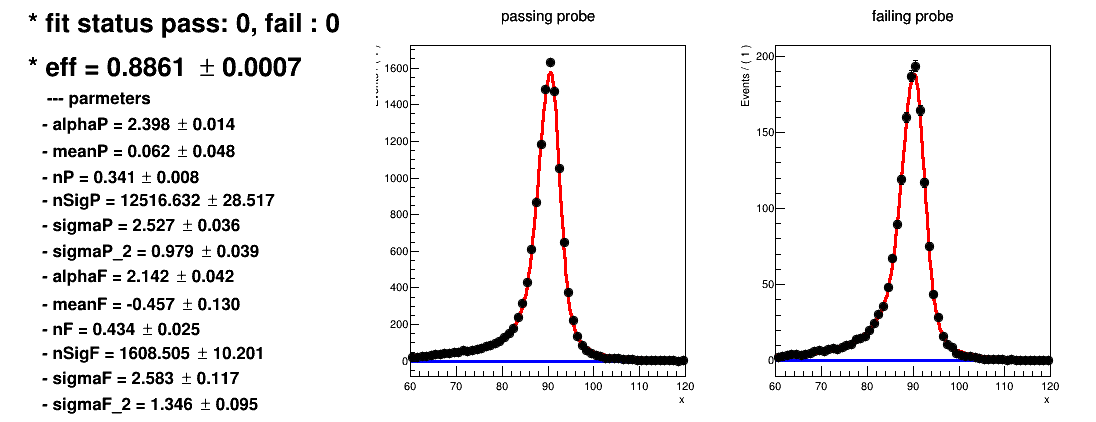 * fit status pass: 0, fail : 0
* eff = 0.8861 ± 0.0007
--- parmeters
- alphaP = 2.398 ± 0.014
- meanP = 0.062 ± 0.048
- nP = 0.341 ± 0.008
- nSigP = 12516.632 ± 28.517
- sigmaP = 2.527 ± 0.036
- sigmaP_2 = 0.979 ± 0.039
- alphaF = 2.142 ± 0.042
- meanF = -0.457 ± 0.130
- nF = 0.434 ± 0.025
- nSigF = 1608.505 ± 10.201
- sigmaF = 2.583 ± 0.117
- sigmaF_2 = 1.346 ± 0.095
passing probe
1600
1400
1200
1000
800
600
400
200
0
60 70 80 90 100 110 120
x
failing probe
Events / ( 1 )
200
150
100
50
0
60 70 80 90 100 110 120
x